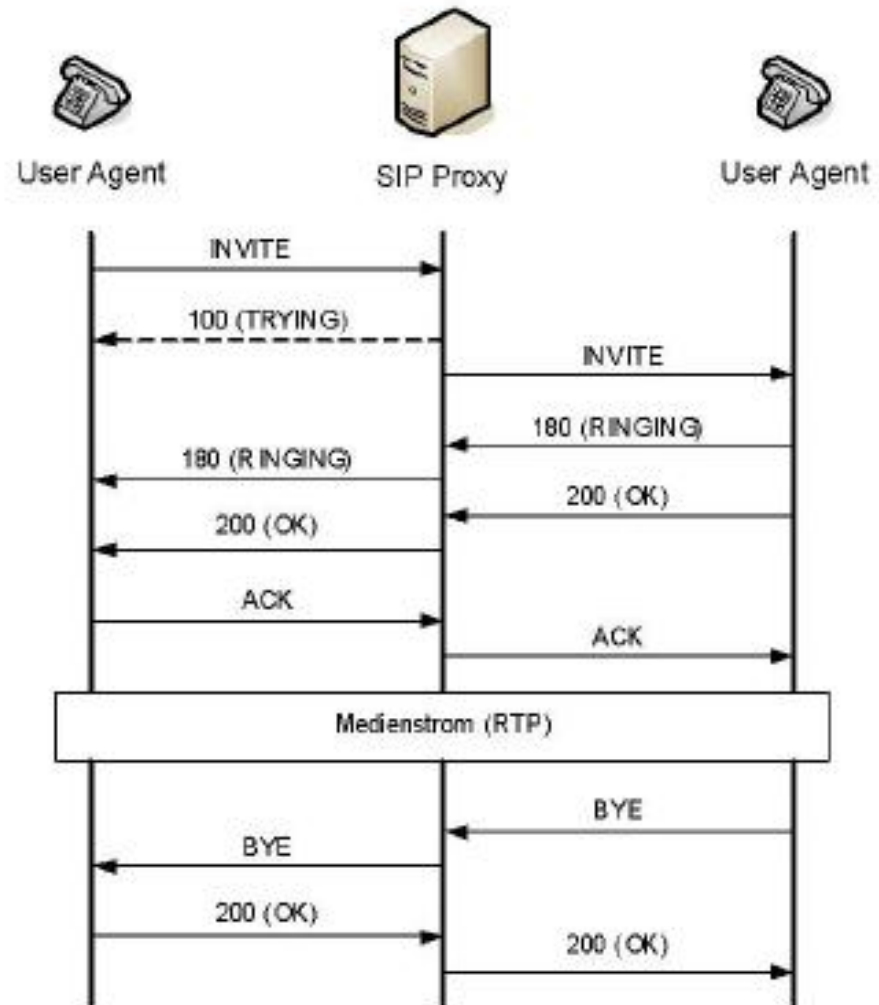 User Agent
SIP Proxy
User Agent
INVITE
100 (TRYING)
INVITE
180 (RINGING)
180 (RINGING)
200 (OK)
200 (OK)
ACK
ACK
Medienstrom (RTP)
BYE
BYE
200 (OK)
200 (OK)